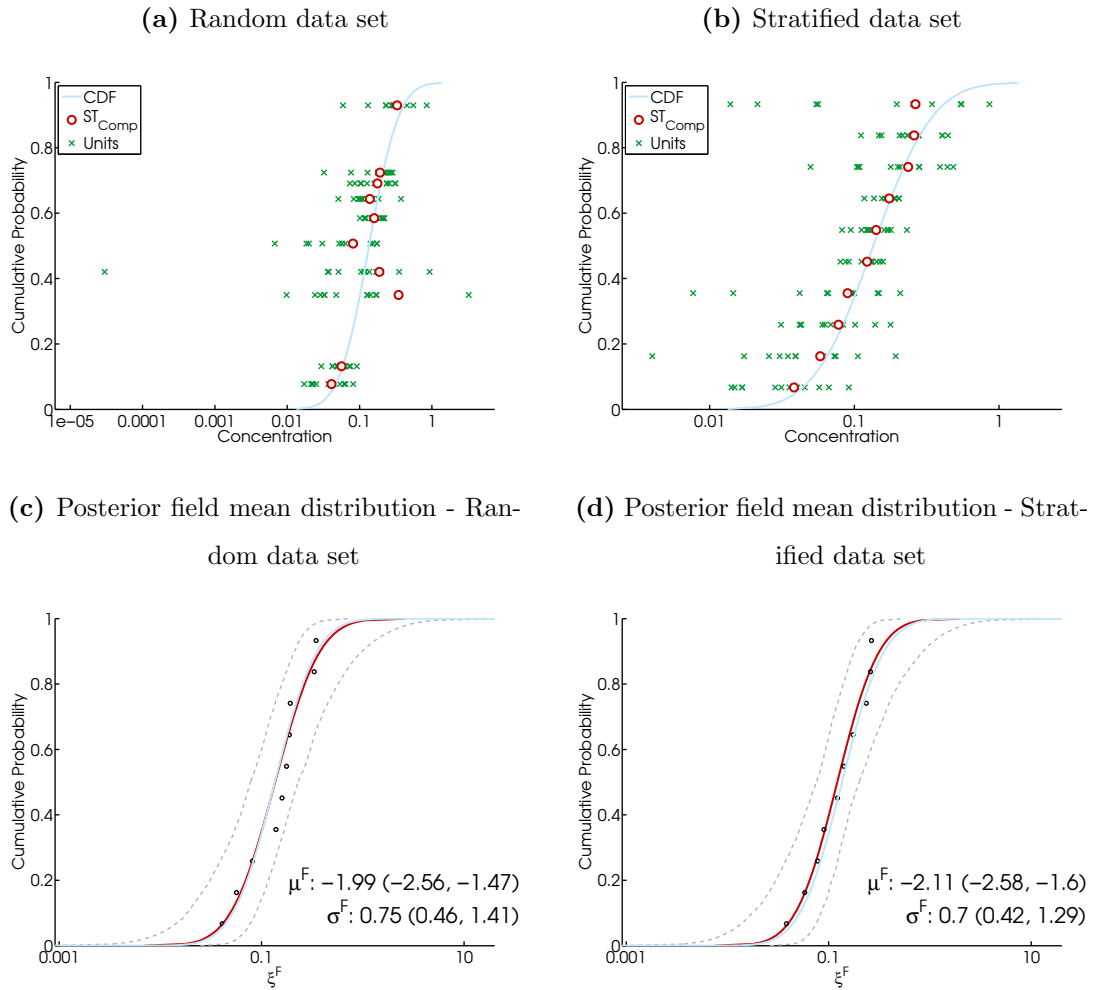 (a) Random data set
(b) Stratified data set
1
0.8
0.6
0.4
0.2
0
Cumulative Probability
CDF
ST_Comp
Units
1e−05
0.0001
0.001
0.01
0.1
1
Concentration
1
0.8
0.6
0.4
0.2
0
Cumulative Probability
CDF
ST_Comp
Units
0.01
0.1
1
Concentration
(c) Posterior field mean distribution - Ran-
dom data set
(d) Posterior field mean distribution - Strat-
ified data set
1
0.8
0.6
0.4
0.2
0
Cumulative Probability
μ^F: −1.99 (−2.56, −1.47)
σ^F: 0.75 (0.46, 1.41)
0.001
0.1
10
ξ^F
1
0.8
0.6
0.4
0.2
0
Cumulative Probability
μ^F: −2.11 (−2.58, −1.6)
σ^F: 0.7 (0.42, 1.29)
0.001
0.1
10
ξ^F